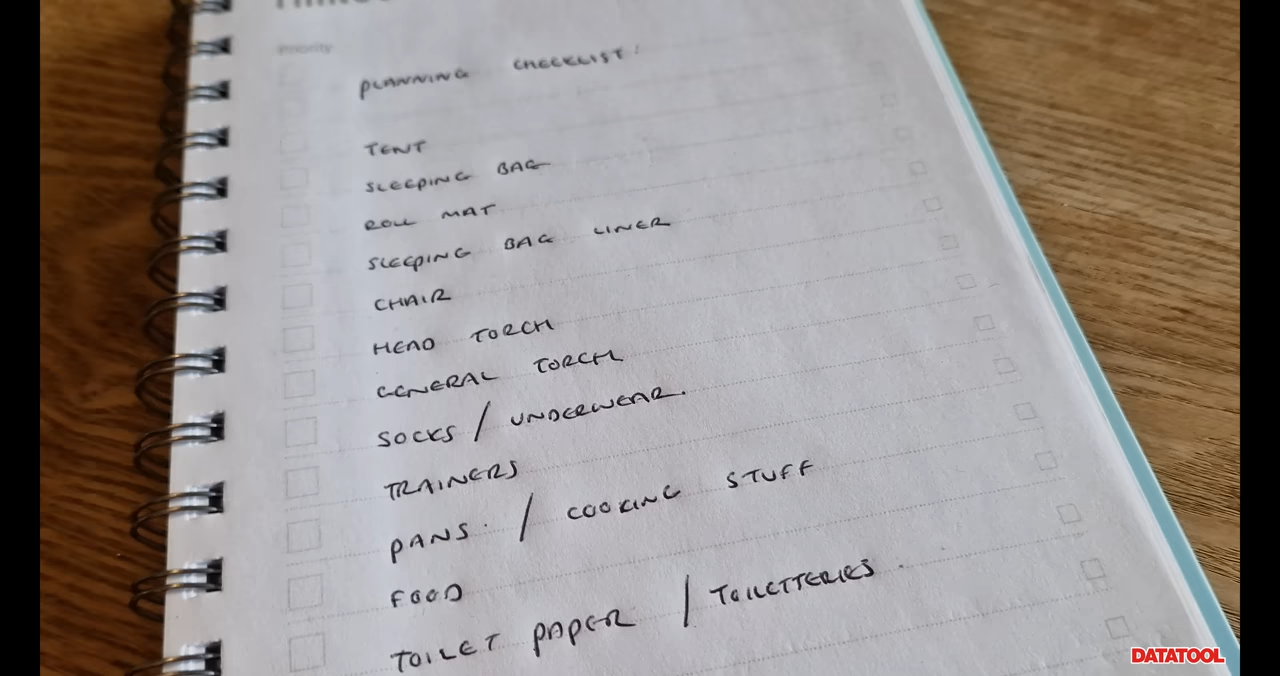 Priority
PLANNING CHECKLIST:
TENT
SLEEPING BAG
ROLL MAT
SLEEPING BAG LINER
CHAIR
HEAD TORCH
GENERAL TORCH
SOCKS / UNDERWEAR.
TRAINERS
PANS. / COOKING STUFF
FOOD
TOILET PAPER / TOILETTERIES.
DATATOOL